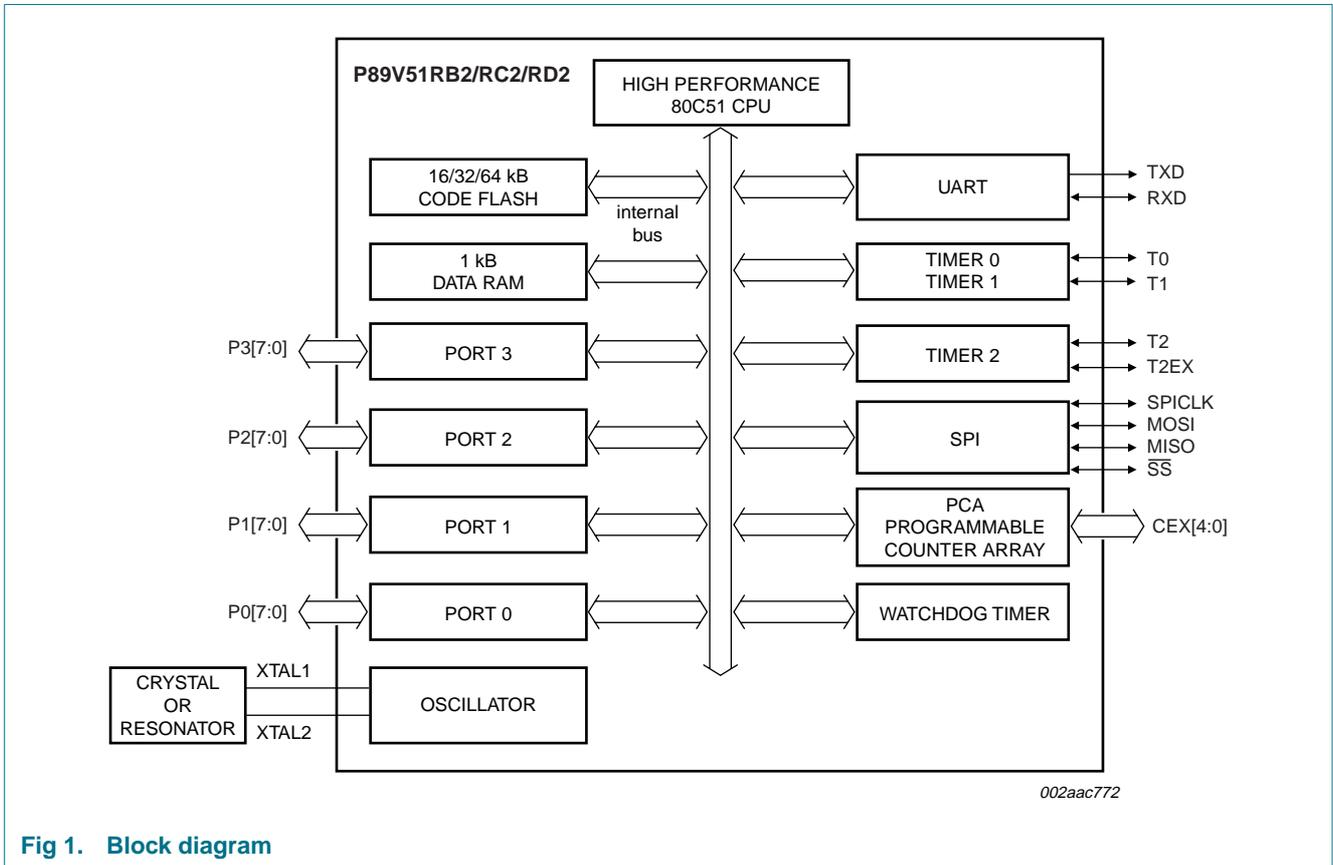 P89V51RB2/RC2/RD2
HIGH PERFORMANCE
80C51 CPU
16/32/64 kB
CODE FLASH
internal
bus
UART
TXD
RXD
1 kB
DATA RAM
TIMER 0
TIMER 1
T0
T1
P3[7:0]
PORT 3
TIMER 2
T2
T2EX
P2[7:0]
PORT 2
SPI
SPICLK
MOSI
MISO
S̅S̅
P1[7:0]
PORT 1
PCA
PROGRAMMABLE
COUNTER ARRAY
CEX[4:0]
P0[7:0]
PORT 0
WATCHDOG TIMER
CRYSTAL
OR
RESONATOR
XTAL1
XTAL2
OSCILLATOR
002aac772
Fig 1. Block diagram